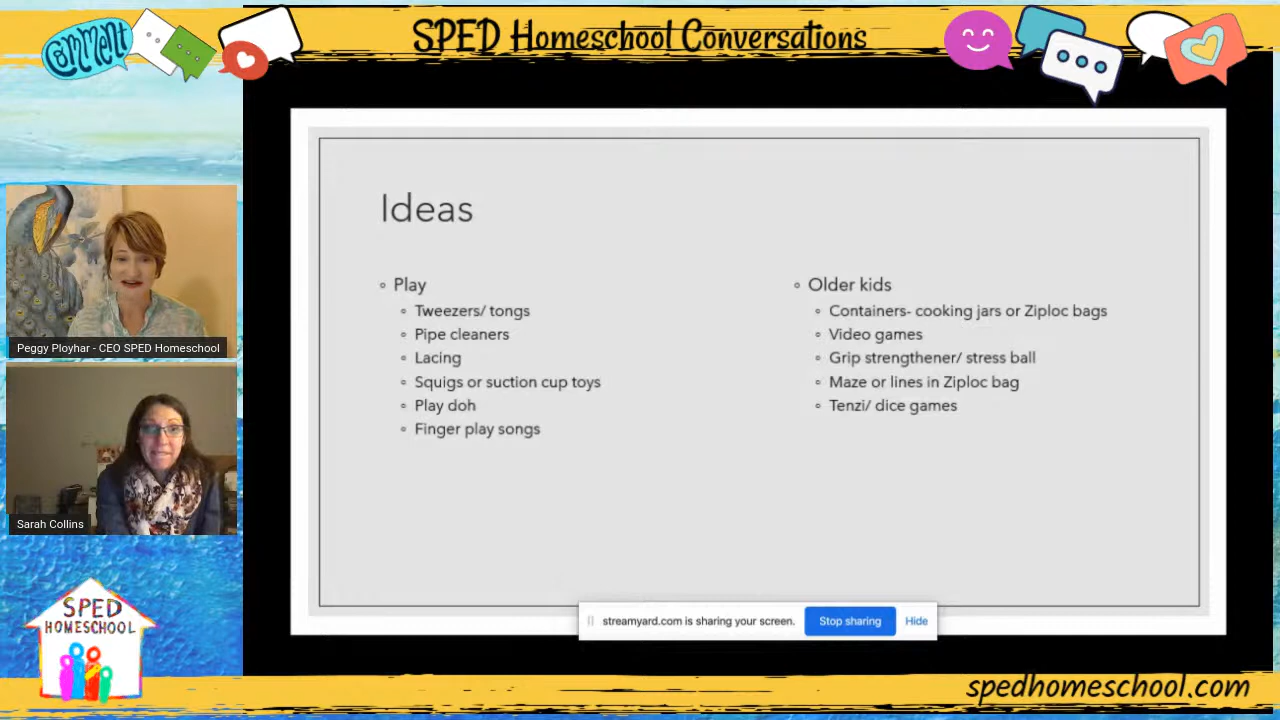 comment
SPED Homeschool Conversations
Peggy Ployhar - CEO SPED Homeschool
Sarah Collins
SPED
HOMESCHOOL
Ideas
Play
Tweezers/ tongs
Pipe cleaners
Lacing
Squigs or suction cup toys
Play doh
Finger play songs
Older kids
Containers- cooking jars or Ziploc bags
Video games
Grip strengthener/ stress ball
Maze or lines in Ziploc bag
Tenzi/ dice games
streamyard.com is sharing your screen. Stop sharing Hide
spedhomeschool.com